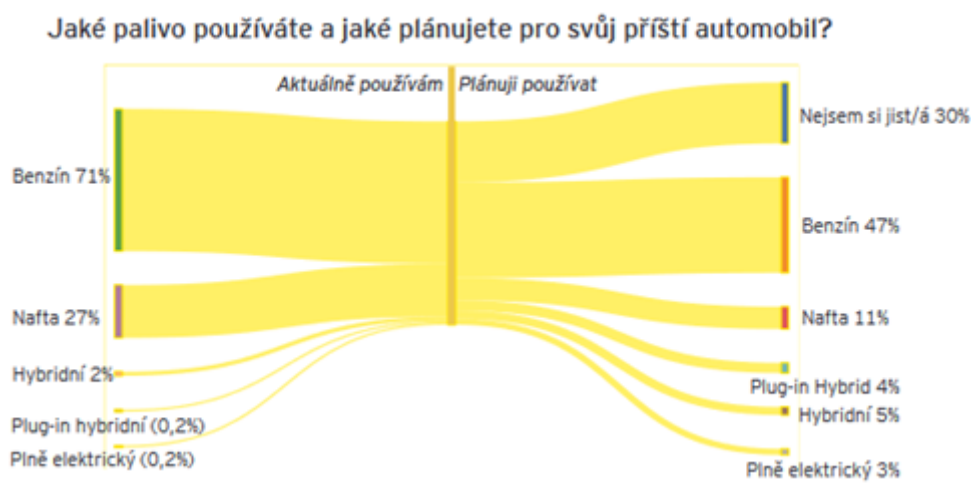 Jaké palivo používáte a jaké plánujete pro svůj příští automobil?
Aktuálně používám
Plánuji používat
Benzín 71%
Nafta 27%
Hybridní 2%
Plug-in hybridní (0,2%)
Plně elektrický (0,2%)
Nejsem si jist/á 30%
Benzín 47%
Nafta 11%
Plug-in Hybrid 4%
Hybridní 5%
Plně elektrický 3%